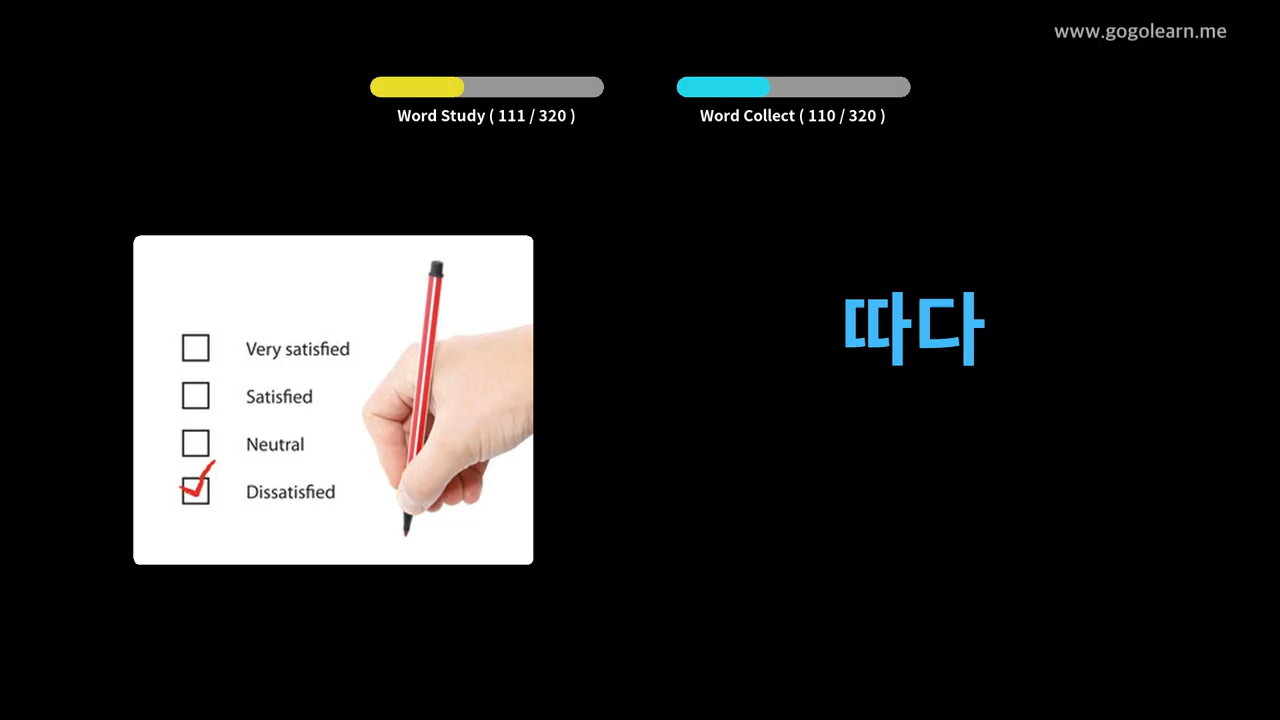 www.gogolearn.me
Word Study ( 111 / 320 )
Word Collect ( 110 / 320 )
Very satisfied
Satisfied
Neutral
Dissatisfied
따다